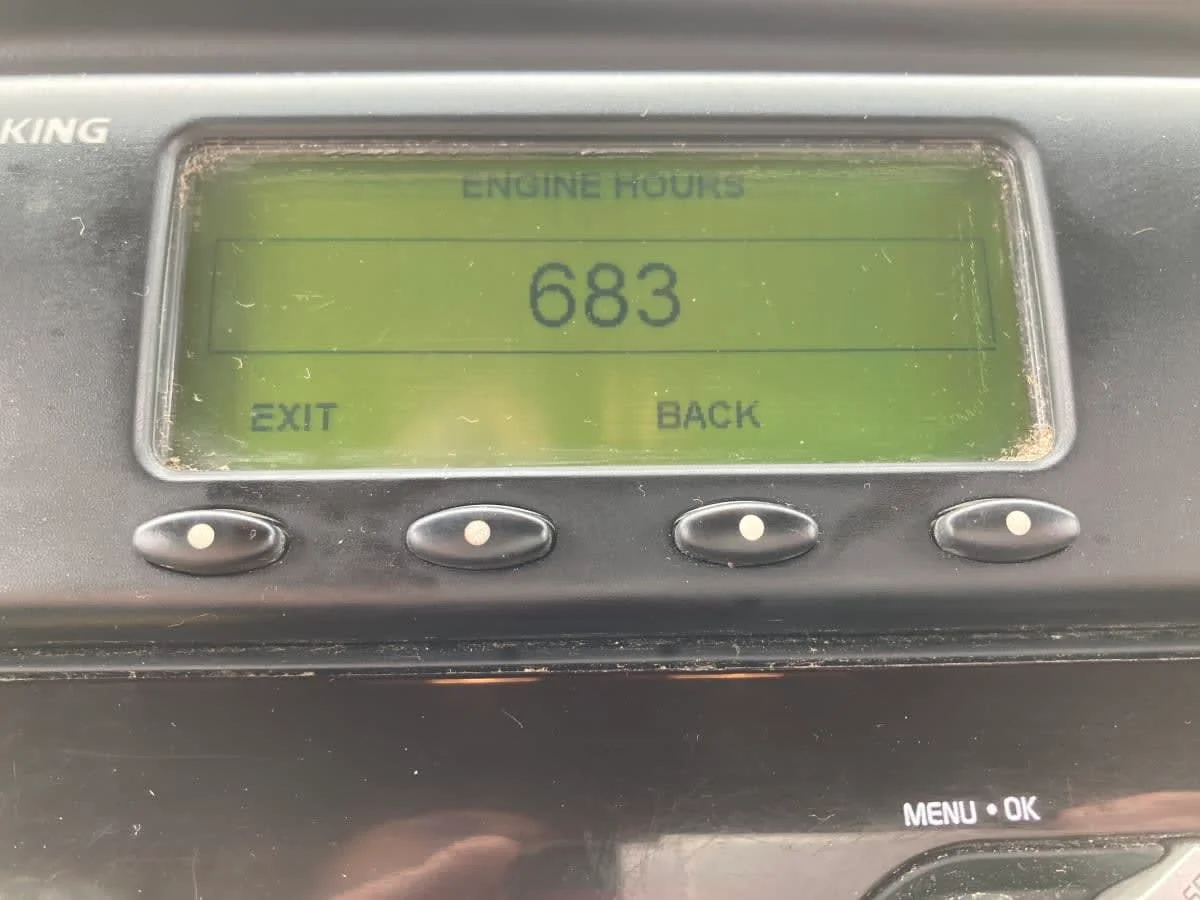 KING
ENGINE HOURS
683
EXIT BACK
MENU • OK